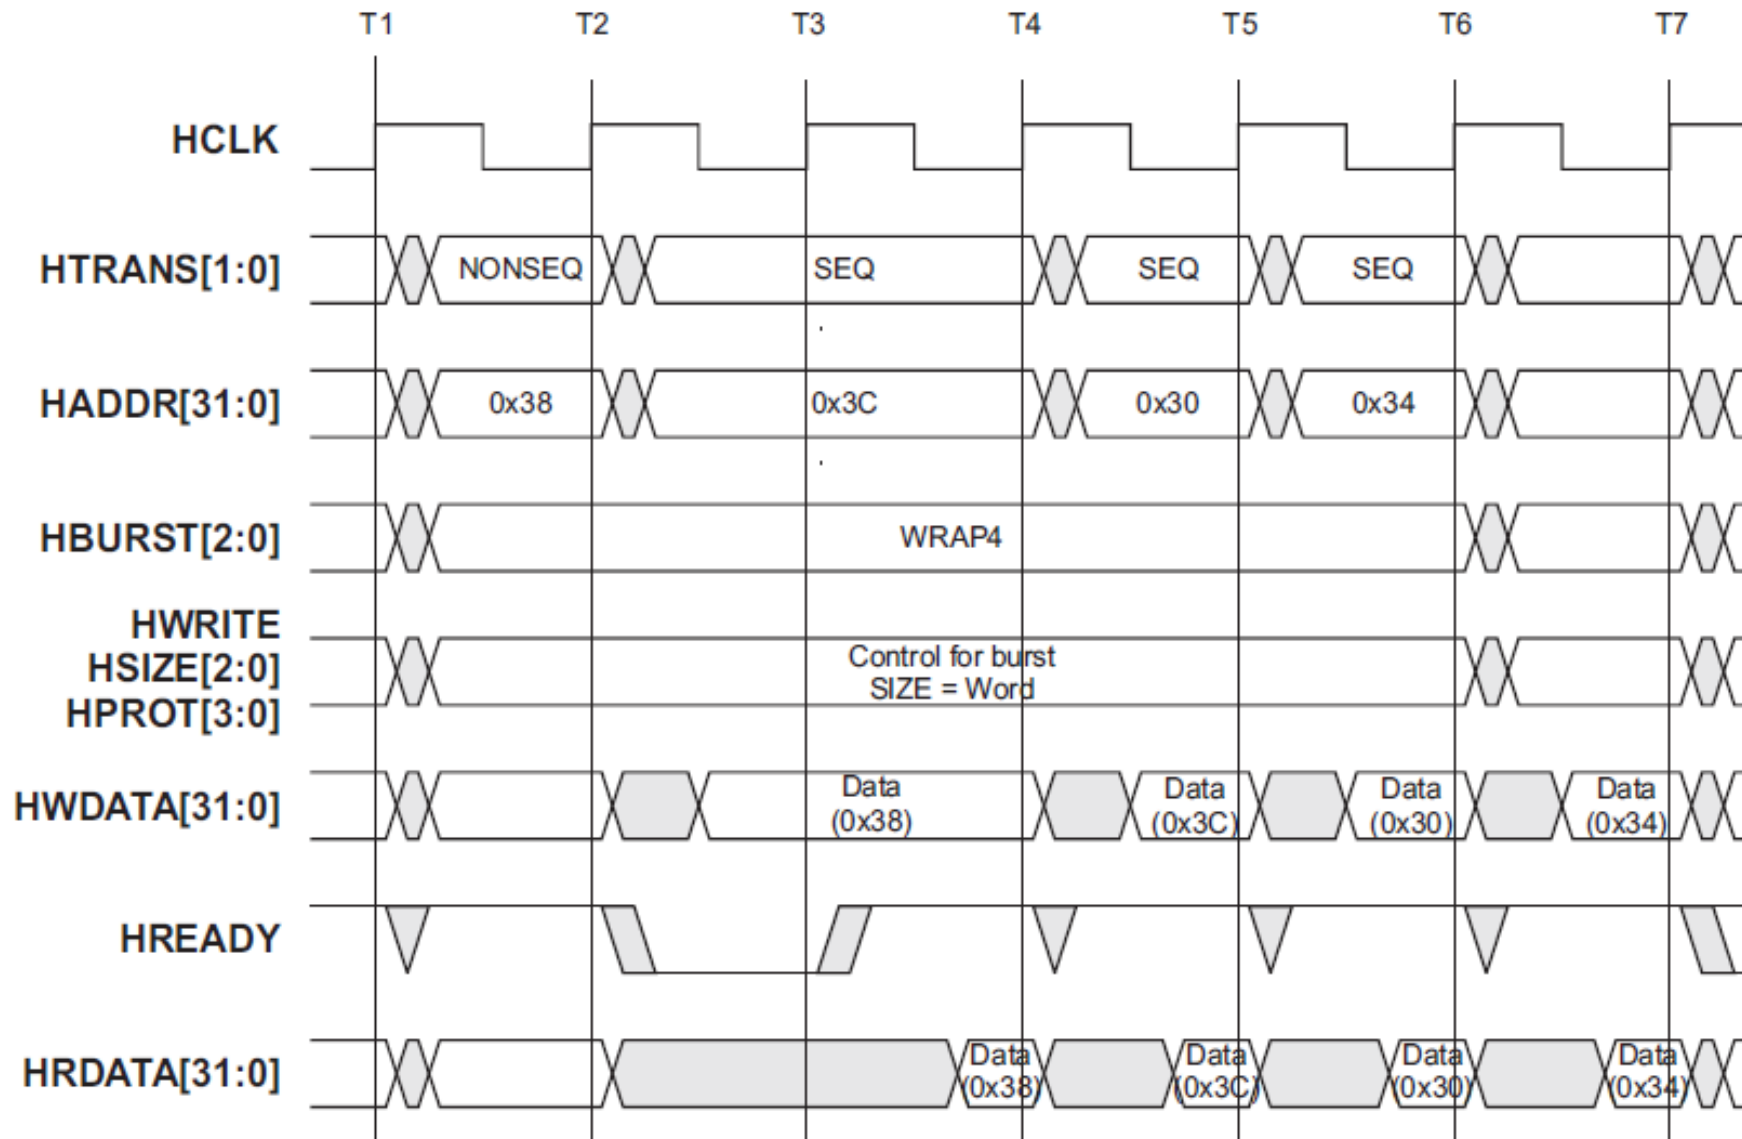 T1 T2 T3 T4 T5 T6 T7
HCLK
HTRANS[1:0] NONSEQ SEQ SEQ SEQ
HADDR[31:0] 0x38 0x3C 0x30 0x34
HBURST[2:0] WRAP4
HWRITE
HSIZE[2:0]
HPROT[3:0]
Control for burst
SIZE = Word
HWDATA[31:0]
Data
(0x38)
Data
(0x3C)
Data
(0x30)
Data
(0x34)
HREADY
HRDATA[31:0]
Data
(0x38)
Data
(0x3C)
Data
(0x30)
Data
(0x34)